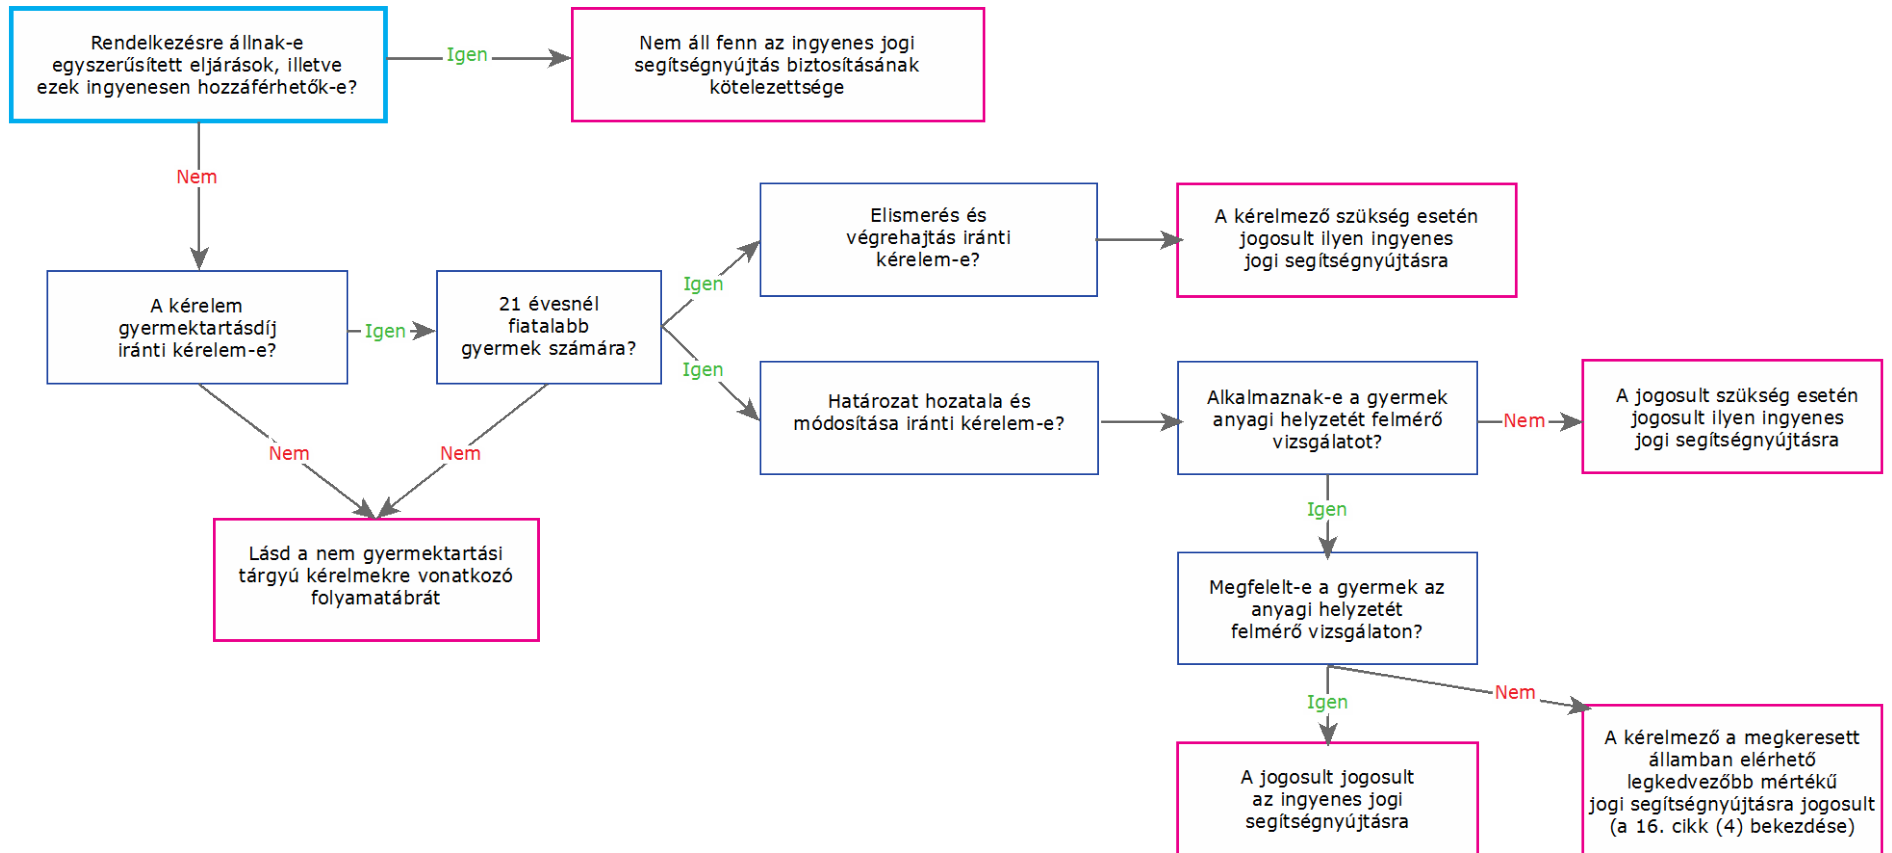 Rendelkezésre állnak-e
egyszerűsített eljárások, illetve
ezek ingyenesen hozzáférhetők-e?
Igen
Nem áll fenn az ingyenes jogi
segítségnyújtás biztosításának
kötelezettsége
Nem
A kérelem
gyermektartásdíj
iránti kérelem-e?
Igen
21 évesnél
fiatalabb
gyermek számára?
Igen
Elismerés és
végrehajtás iránti
kérelem-e?
A kérelmező szükség esetén
jogosult ilyen ingyenes
jogi segítségnyújtásra
Igen
Határozat hozatala és
módosítása iránti kérelem-e?
Alkalmaznak-e a gyermek
anyagi helyzetét felmérő
vizsgálatot?
Nem
A jogosult szükség esetén
jogosult ilyen ingyenes
jogi segítségnyújtásra
Nem
Nem
Lásd a nem gyermektartási
tárgyú kérelmekre vonatkozó
folyamatábrát
Igen
Megfelelt-e a gyermek az
anyagi helyzetét
felmérő vizsgálaton?
Igen
Nem
A jogosult jogosult
az ingyenes jogi
segítségnyújtásra
A kérelmező a megkeresett
államban elérhető
legkedvezőbb mértékű
jogi segítségnyújtásra jogosult
(a 16. cikk (4) bekezdése)